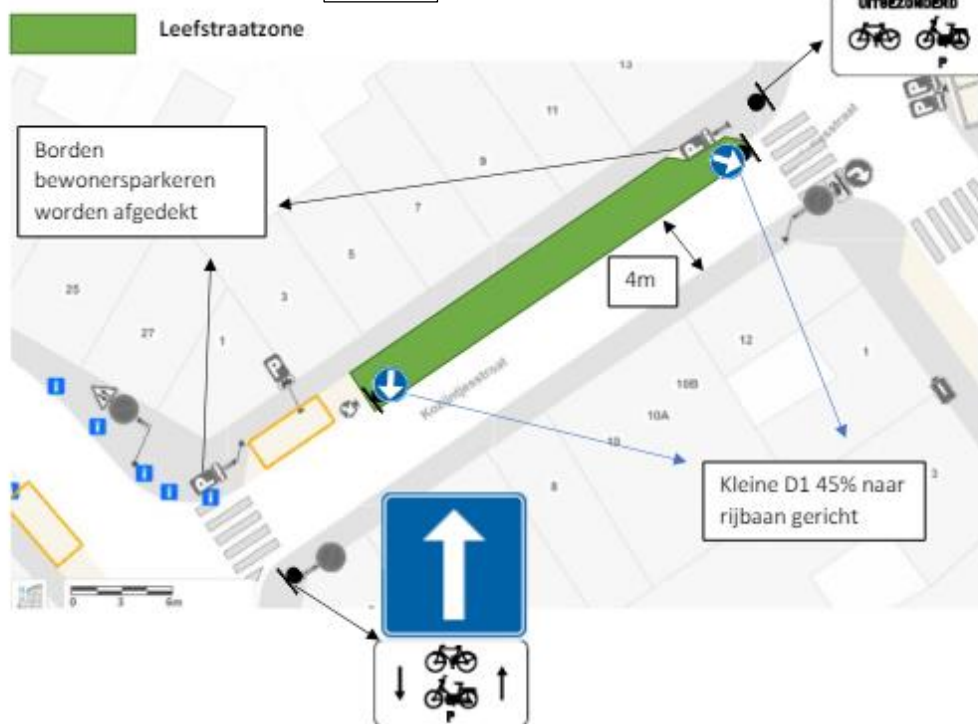 UITGEZONDERD
P
Leefstraatzone
13
11
9
7
5
3
1
27
25
Borden
bewonersparkeren
worden afgedekt
P
P
P
4m
12
1
10B
10A
10
8
3
Kleine D1 45% naar
rijbaan gericht
0 3 6m
P